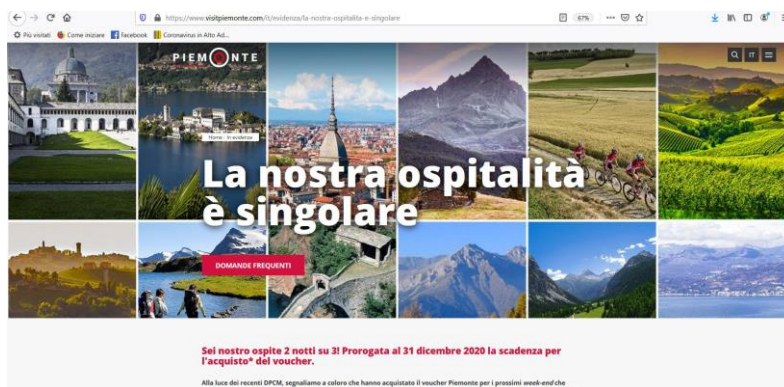 https://www.visitpiemonte.com/it/evidenza/la-nostra-ospitalita-e-singolare
67%
Più visitati
Come iniziare
Facebook
Coronavirus in Alto Ad...
PIEMONTE
IT
Home
In evidenza
La nostra ospitalità
è singolare
DOMANDE FREQUENTI
Sei nostro ospite 2 notti su 3! Prorogata al 31 dicembre 2020 la scadenza per
l'acquisto* del voucher.
Alla luce dei recenti DPCM, segnaliamo a coloro che hanno acquistato il voucher Piemonte per i prossimi week-end che